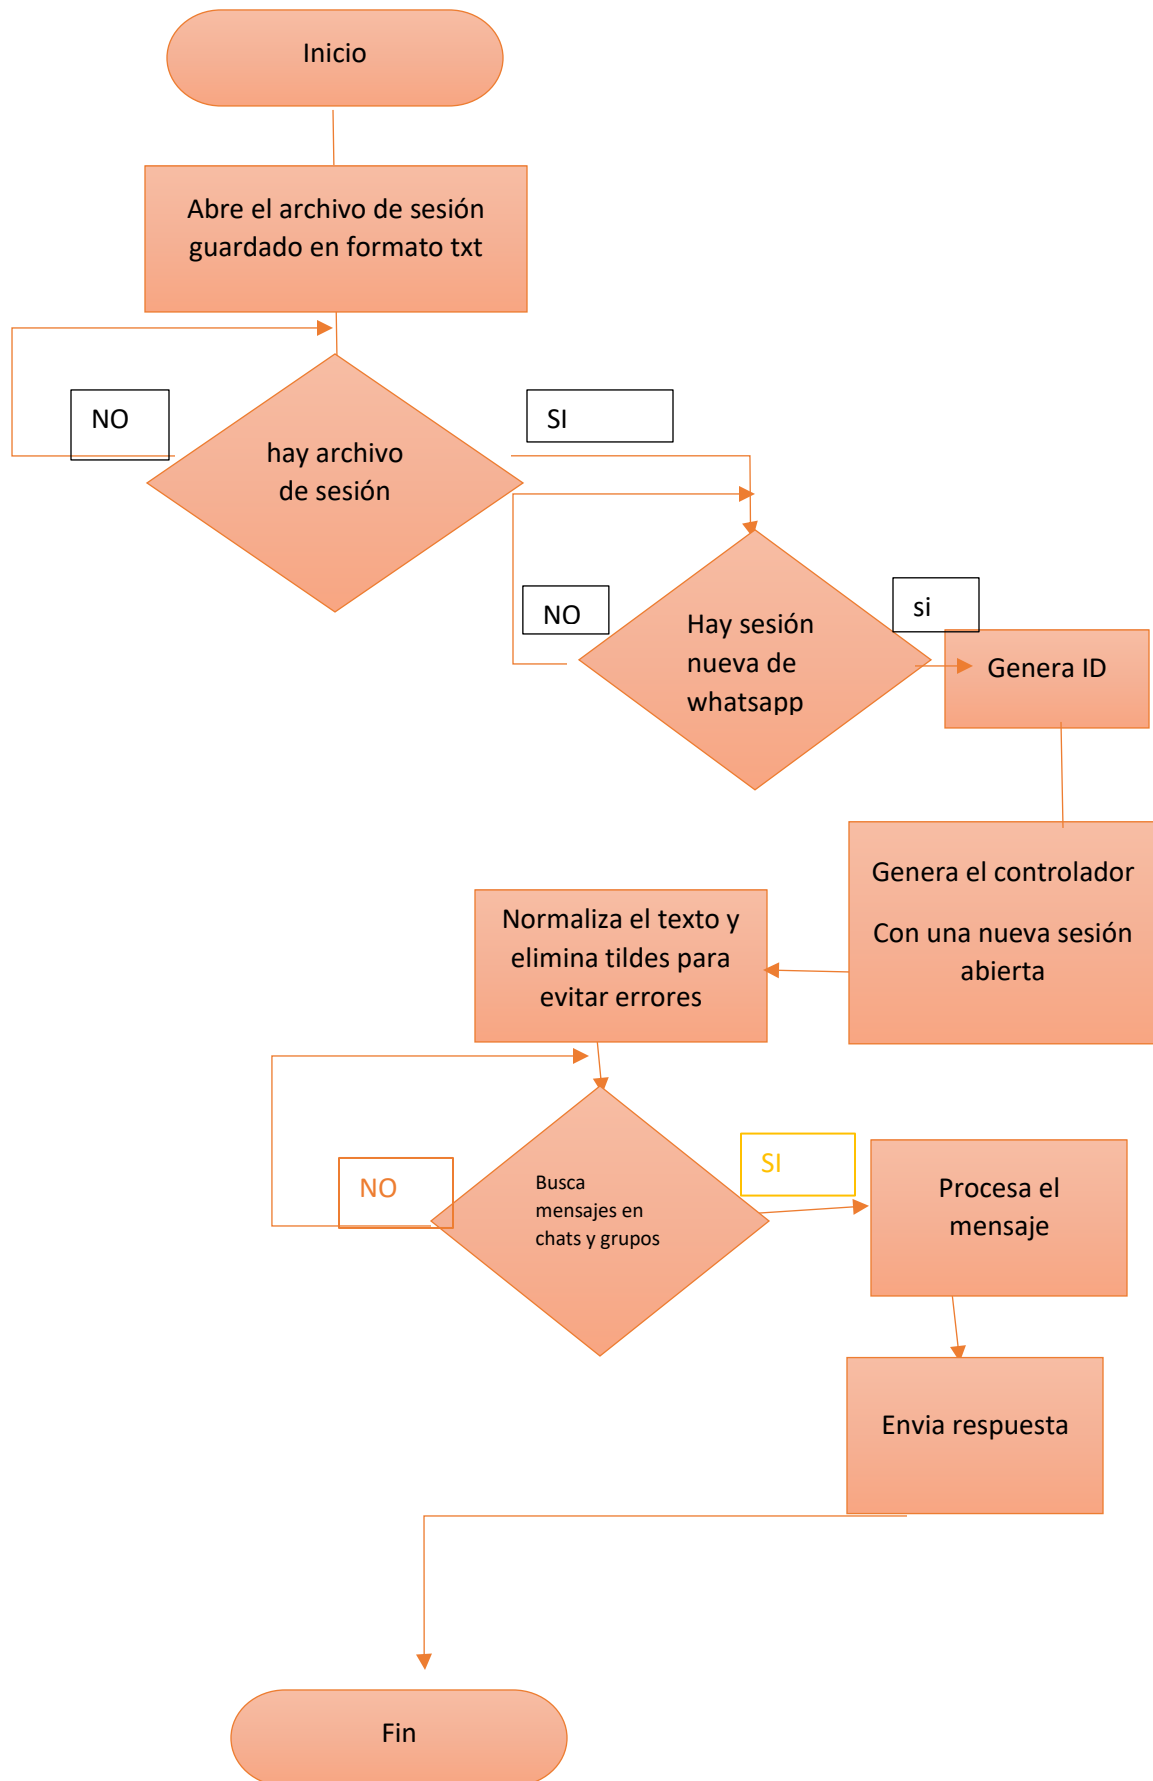 Inicio
Abre el archivo de sesión
guardado en formato txt
NO
SI
hay archivo
de sesión
NO
si
Hay sesión
nueva de
whatsapp
Genera ID
Genera el controlador
Con una nueva sesión
abierta
Normaliza el texto y
elimina tildes para
evitar errores
NO
SI
Busca
mensajes en
chats y grupos
Procesa el
mensaje
Envia respuesta
Fin